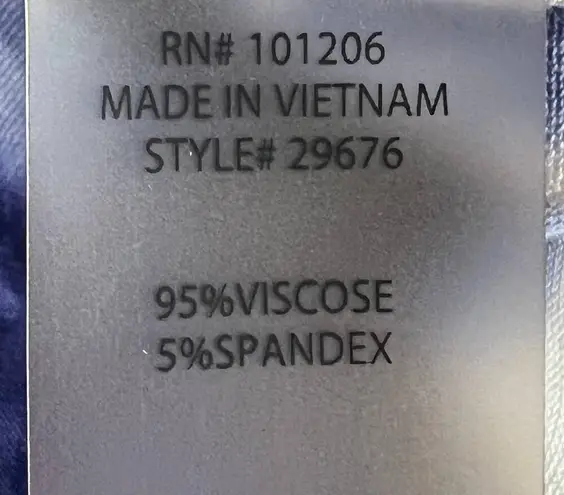 RN# 101206
MADE IN VIETNAM
STYLE# 29676
95%VISCOSE
5%SPANDEX